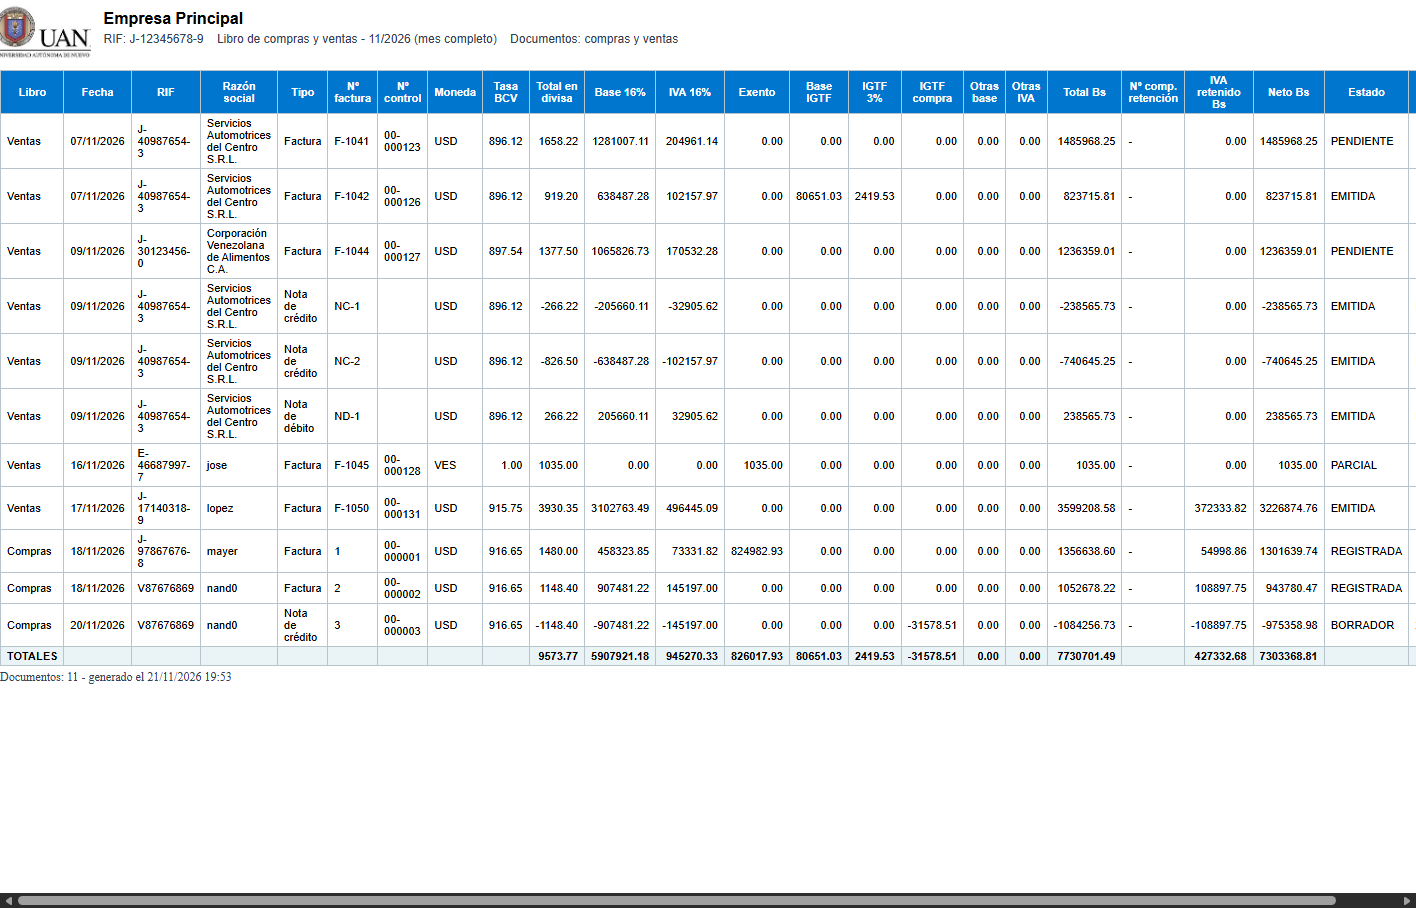 UAN
UNIVERSIDAD AUTÓNOMA DE NUEVO
Empresa Principal
RIF: J-12345678-9 Libro de compras y ventas - 11/2026 (mes completo) Documentos: compras y ventas
Libro Fecha RIF Razón social Tipo Nº factura Nº control Moneda Tasa BCV Total en divisa Base 16% IVA 16% Exento Base IGTF IGTF 3% IGTF compra Otras base Otras IVA Total Bs Nº comp. retención IVA retenido Bs Neto Bs Estado
Ventas 07/11/2026 J-40987654-3 Servicios Automotrices del Centro S.R.L. Factura F-1041 00-000123 USD 896.12 1658.22 1281007.11 204961.14 0.00 0.00 0.00 0.00 0.00 0.00 1485968.25 - 0.00 1485968.25 PENDIENTE
Ventas 07/11/2026 J-40987654-3 Servicios Automotrices del Centro S.R.L. Factura F-1042 00-000126 USD 896.12 919.20 638487.28 102157.97 0.00 80651.03 2419.53 0.00 0.00 0.00 823715.81 - 0.00 823715.81 EMITIDA
Ventas 09/11/2026 J-30123456-0 Corporación Venezolana de Alimentos C.A. Factura F-1044 00-000127 USD 897.54 1377.50 1065826.73 170532.28 0.00 0.00 0.00 0.00 0.00 0.00 1236359.01 - 0.00 1236359.01 PENDIENTE
Ventas 09/11/2026 J-40987654-3 Servicios Automotrices del Centro S.R.L. Nota de crédito NC-1 USD 896.12 -266.22 -205660.11 -32905.62 0.00 0.00 0.00 0.00 0.00 0.00 -238565.73 - 0.00 -238565.73 EMITIDA
Ventas 09/11/2026 J-40987654-3 Servicios Automotrices del Centro S.R.L. Nota de crédito NC-2 USD 896.12 -826.50 -638487.28 -102157.97 0.00 0.00 0.00 0.00 0.00 0.00 -740645.25 - 0.00 -740645.25 EMITIDA
Ventas 09/11/2026 J-40987654-3 Servicios Automotrices del Centro S.R.L. Nota de débito ND-1 USD 896.12 266.22 205660.11 32905.62 0.00 0.00 0.00 0.00 0.00 0.00 238565.73 - 0.00 238565.73 EMITIDA
Ventas 16/11/2026 E-46687997-7 jose Factura F-1045 00-000128 VES 1.00 1035.00 0.00 0.00 1035.00 0.00 0.00 0.00 0.00 0.00 1035.00 - 0.00 1035.00 PARCIAL
Ventas 17/11/2026 J-17140318-9 lopez Factura F-1050 00-000131 USD 915.75 3930.35 3102763.49 496445.09 0.00 0.00 0.00 0.00 0.00 0.00 3599208.58 - 372333.82 3226874.76 EMITIDA
Compras 18/11/2026 J-97867676-8 mayer Factura 1 00-000001 USD 916.65 1480.00 458323.85 73331.82 824982.93 0.00 0.00 0.00 0.00 0.00 1356638.60 - 54998.86 1301639.74 REGISTRADA
Compras 18/11/2026 V87676869 nand0 Factura 2 00-000002 USD 916.65 1148.40 907481.22 145197.00 0.00 0.00 0.00 0.00 0.00 0.00 1052678.22 - 108897.75 943780.47 REGISTRADA
Compras 20/11/2026 V87676869 nand0 Nota de crédito 3 00-000003 USD 916.65 -1148.40 -907481.22 -145197.00 0.00 0.00 0.00 -31578.51 0.00 0.00 -1084256.73 - -108897.75 -975358.98 BORRADOR
TOTALES 9573.77 5907921.18 945270.33 826017.93 80651.03 2419.53 -31578.51 0.00 0.00 7730701.49 427332.68 7303368.81
Documentos: 11 - generado el 21/11/2026 19:53